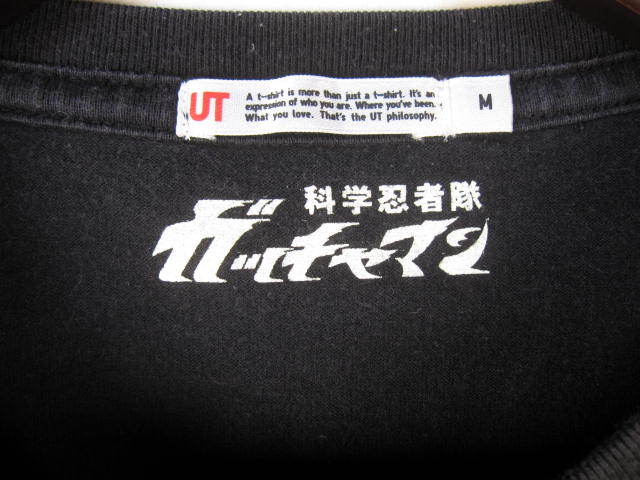 UT
A t-shirt is more than just a t-shirt. It's an
expression of who you are. Where you've been.
What you love. That's the UT philosophy.
M
科学忍者隊
ガッチャマン